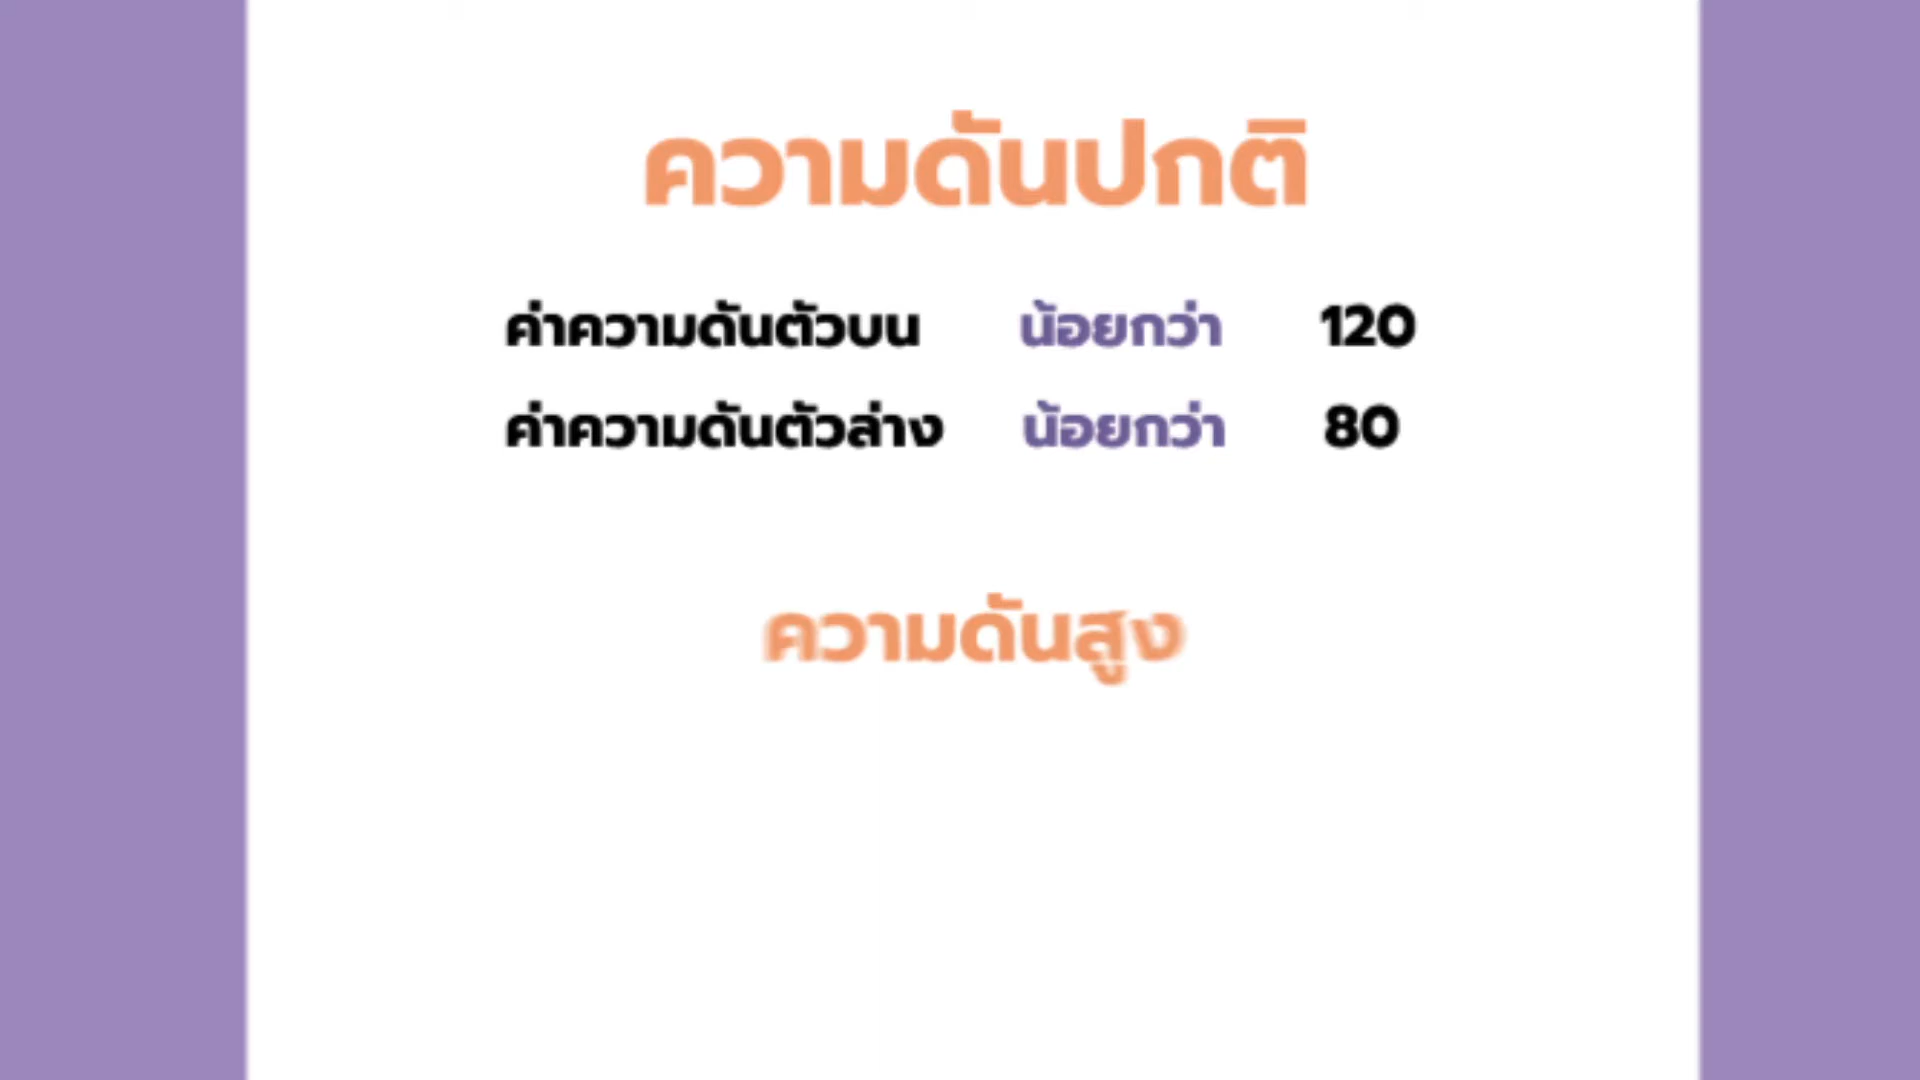 ความดันปกติ
ค่าความดันตัวบน น้อยกว่า 120
ค่าความดันตัวล่าง น้อยกว่า 80
ความดันสูง